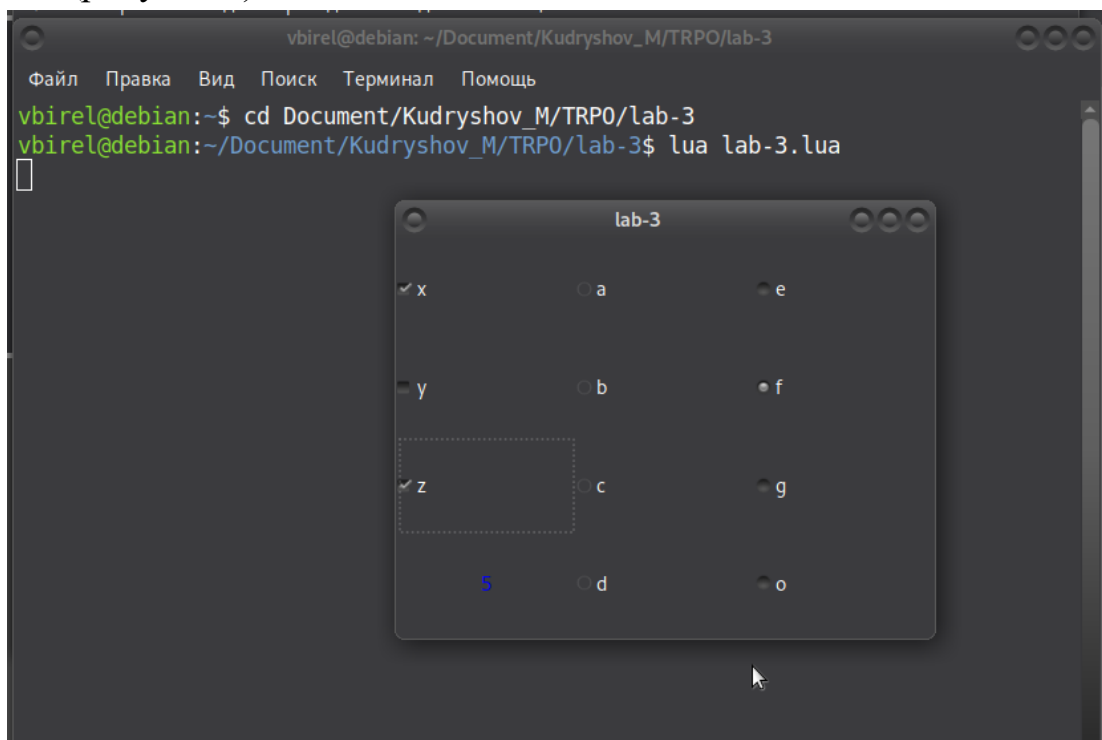 vbirel@debian: ~/Document/Kudryshov_M/TRPO/lab-3
Файл Правка Вид Поиск Терминал Помощь
vbirel@debian:~$ cd Document/Kudryshov_M/TRPO/lab-3
vbirel@debian:~/Document/Kudryshov_M/TRPO/lab-3$ lua lab-3.lua
lab-3
x a e
y b f
z c g
5 d o